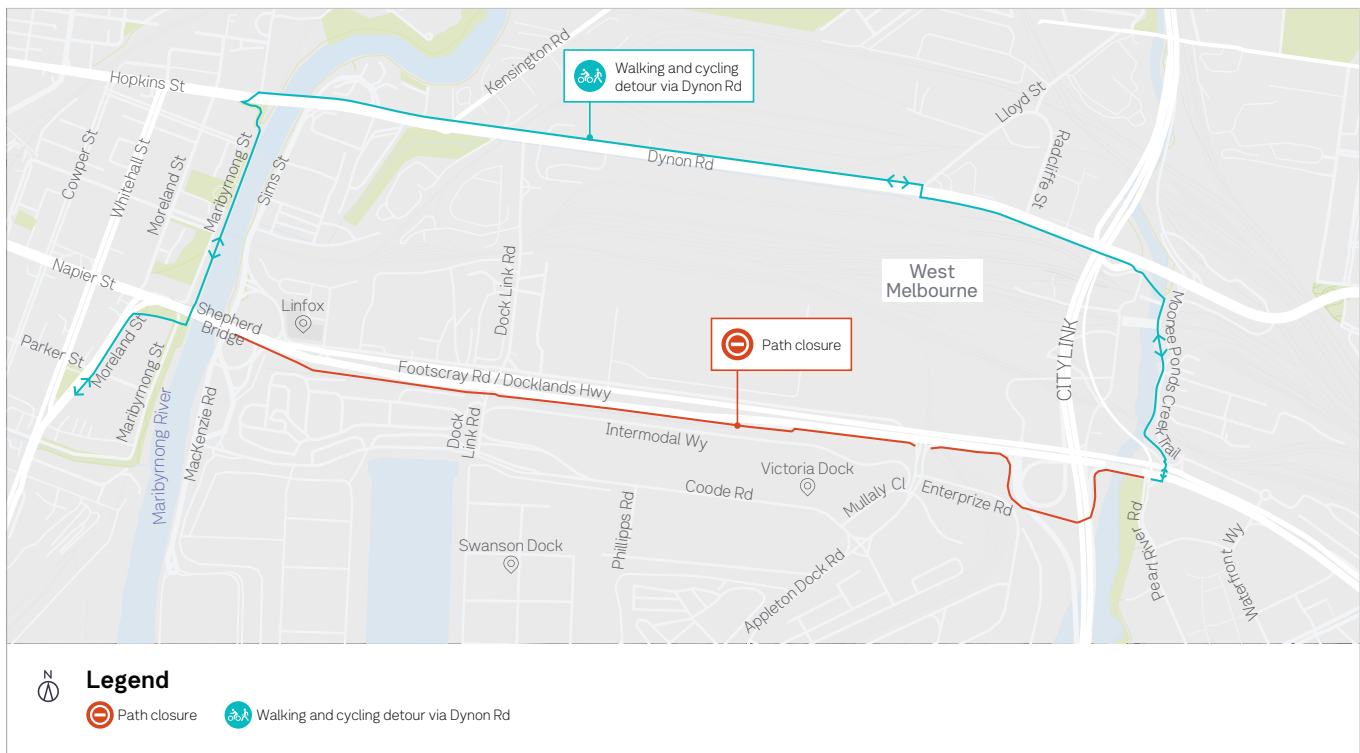 Hopkins St
Kensington Rd
Walking and cycling
detour via Dynon Rd
Lloyd St
Radcliffe St
Cowper St
Whitehall St
Moreland St
Maribyrnong St
Sims St
Dynon Rd
Napier St
Dock Link Rd
West
Melbourne
Linfox
Shepherd
Bridge
Parker St
Moreland St
Maribyrnong St
Maribyrnong River
MacKenzie Rd
Path closure
CITYLINK
Moonee Ponds Creek Trail
Footscray Rd / Docklands Hwy
Dock
Link Rd
Intermodal Wy
Victoria Dock
Coode Rd
Mullaly Cl
Enterprize Rd
Phillipps Rd
Swanson Dock
Appleton Dock Rd
Pearl River Rd
Waterfront Wy
N
Legend
Path closure
Walking and cycling detour via Dynon Rd